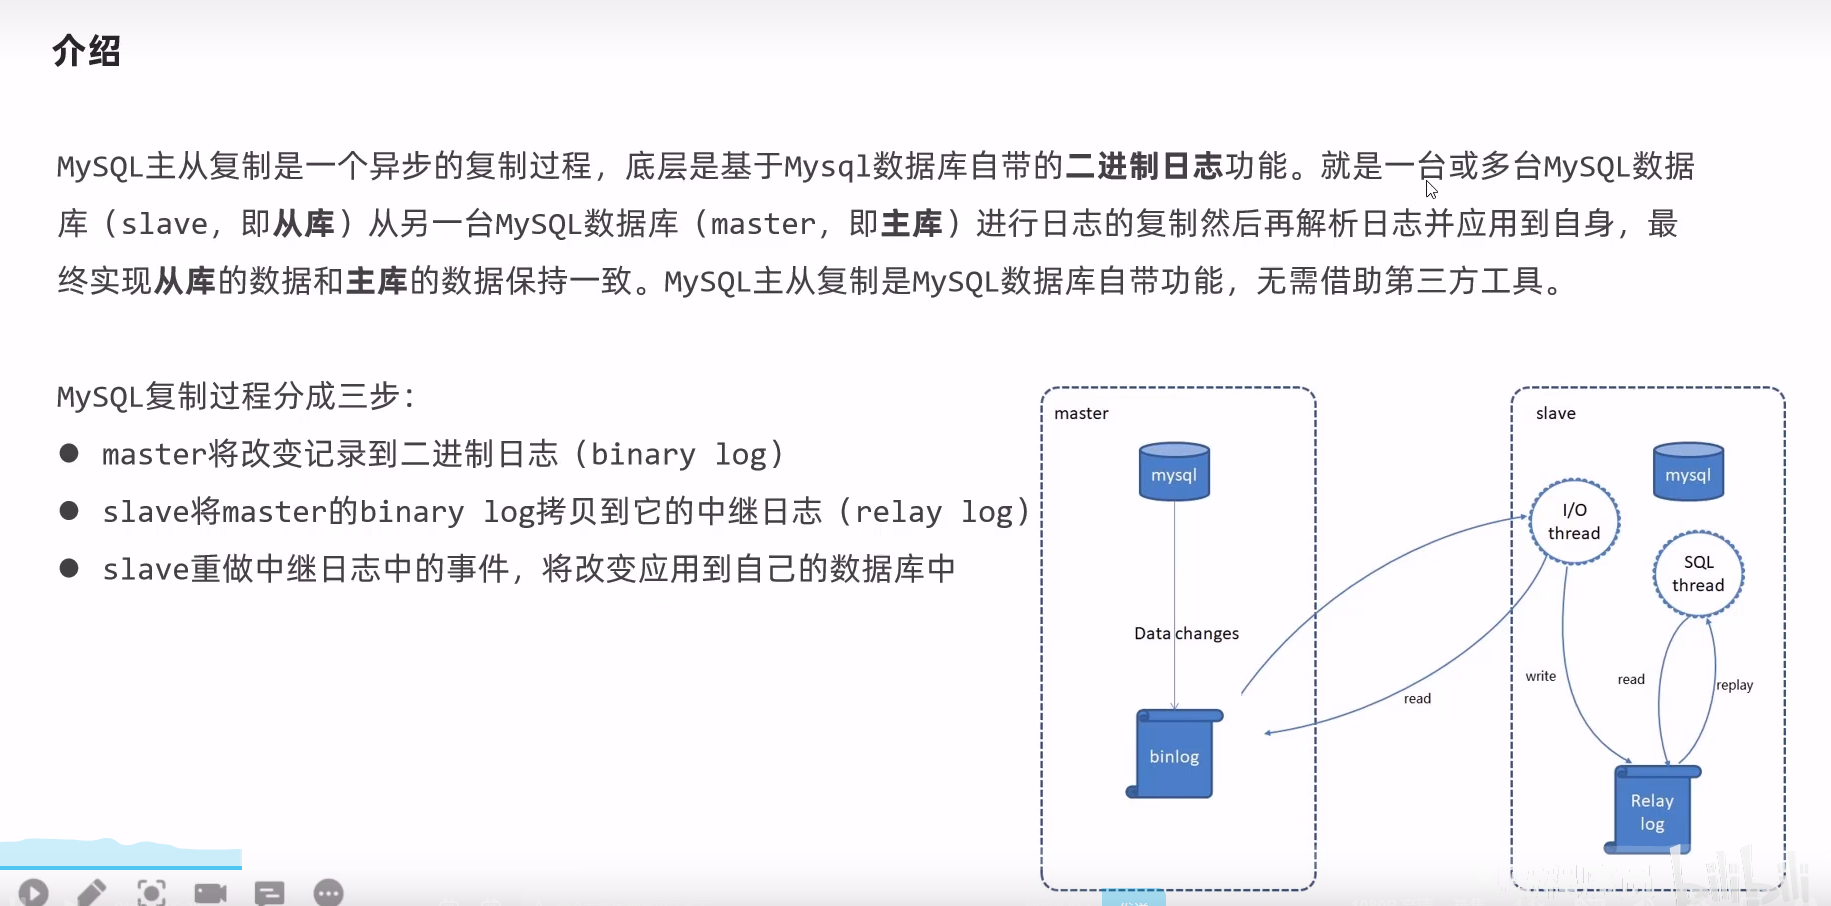 介绍
MySQL主从复制是一个异步的复制过程，底层是基于Mysql数据库自带的二进制日志功能。就是一台或多台MySQL数据
库（slave，即从库）从另一台MySQL数据库（master，即主库）进行日志的复制然后再解析日志并应用到自身，最
终实现从库的数据和主库的数据保持一致。MySQL主从复制是MySQL数据库自带功能，无需借助第三方工具。
MySQL复制过程分成三步：
● master将改变记录到二进制日志（binary log）
● slave将master的binary log拷贝到它的中继日志（relay log）
● slave重做中继日志中的事件，将改变应用到自己的数据库中
master
mysql
Data changes
binlog
read
slave
mysql
I/O
thread
SQL
thread
write
read
replay
Relay
log
bilibili